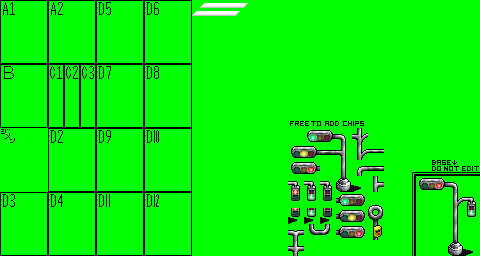 A1 A2 D5 D6
B C1 C2 C3 D7 D8
D2 D9 D10
D3 D4 D11 D12
FREE TO ADD CHIPS
BASE↓
DO NOT EDIT